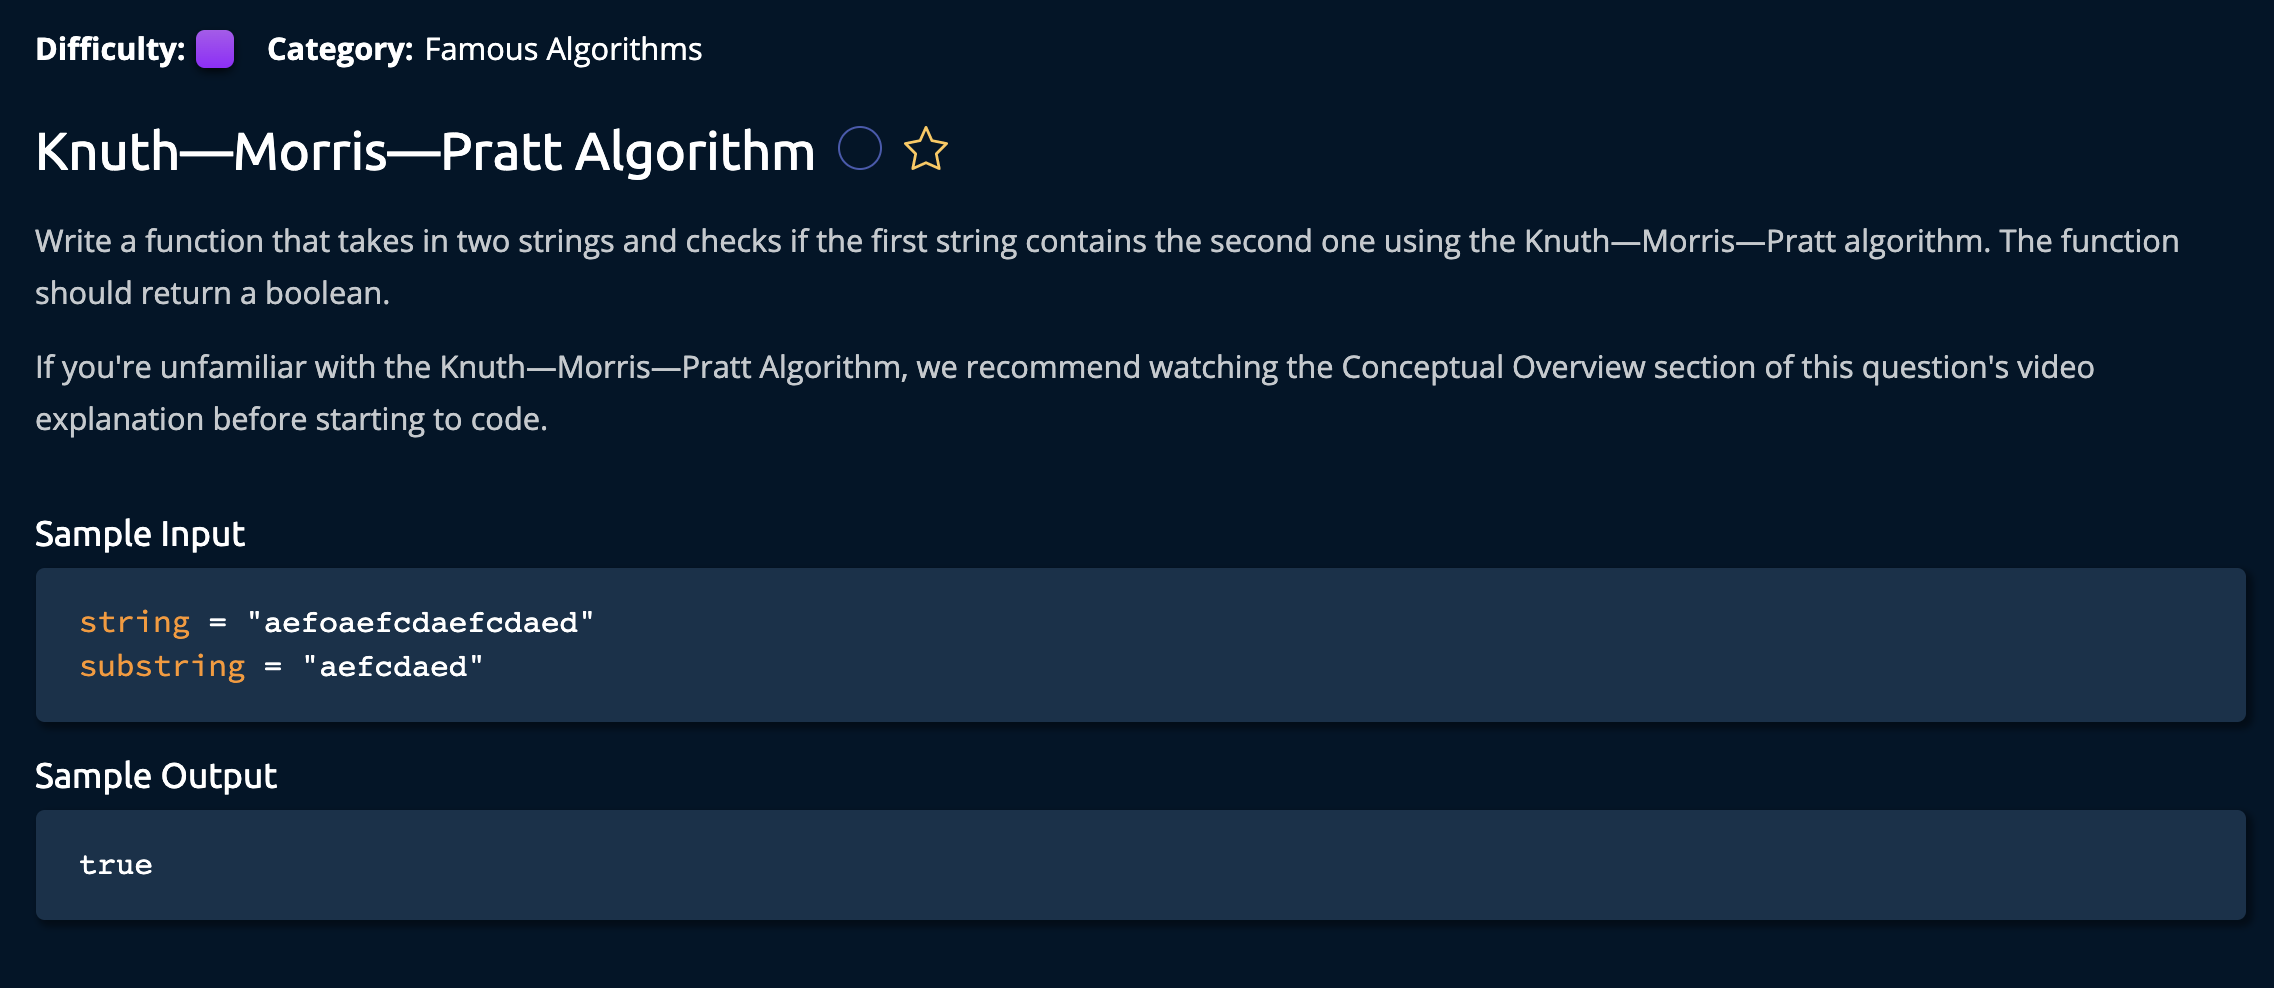 Difficulty: Category: Famous Algorithms
Knuth—Morris—Pratt Algorithm
Write a function that takes in two strings and checks if the first string contains the second one using the Knuth—Morris—Pratt algorithm. The function
should return a boolean.
If you're unfamiliar with the Knuth—Morris—Pratt Algorithm, we recommend watching the Conceptual Overview section of this question's video
explanation before starting to code.
Sample Input
string = "aefoaefcdaefcdaed"
substring = "aefcdaed"
Sample Output
true